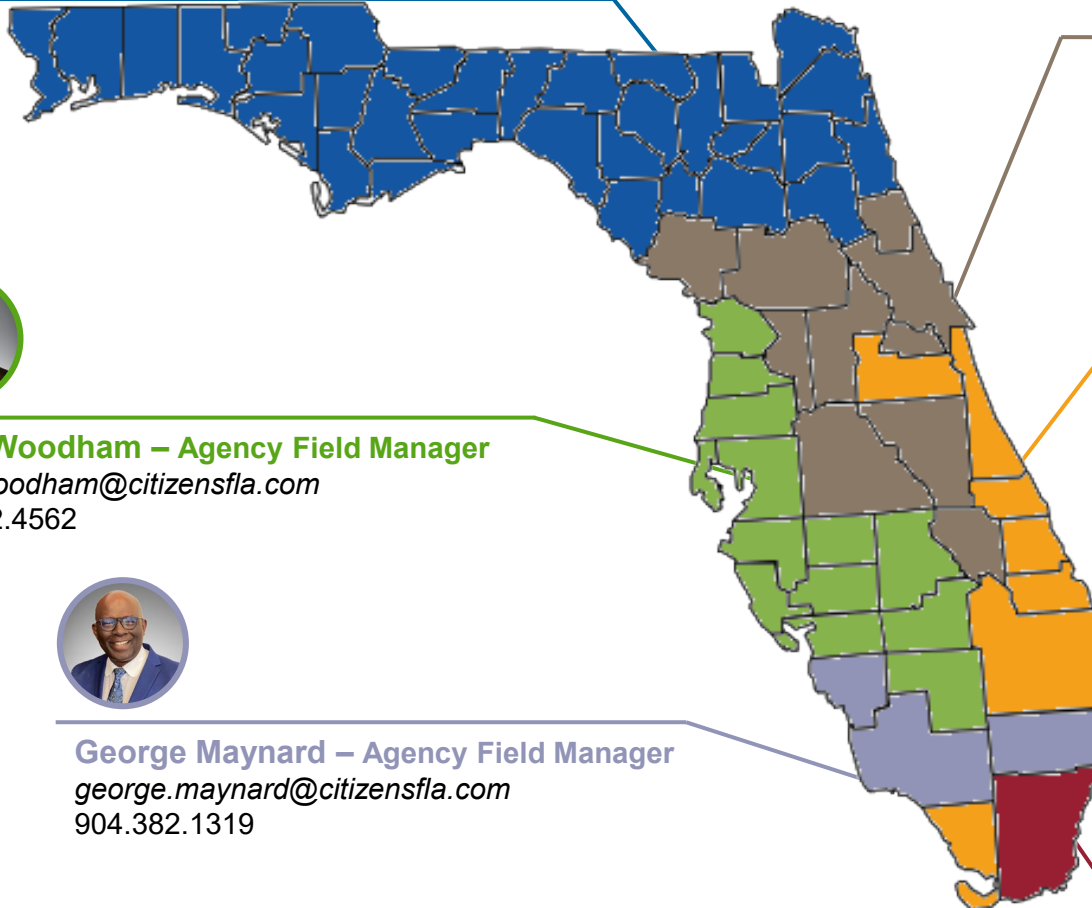 Woodham – Agency Field Manager
oodham@citizensfla.com
2.4562
George Maynard – Agency Field Manager
george.maynard@citizensfla.com
904.382.1319